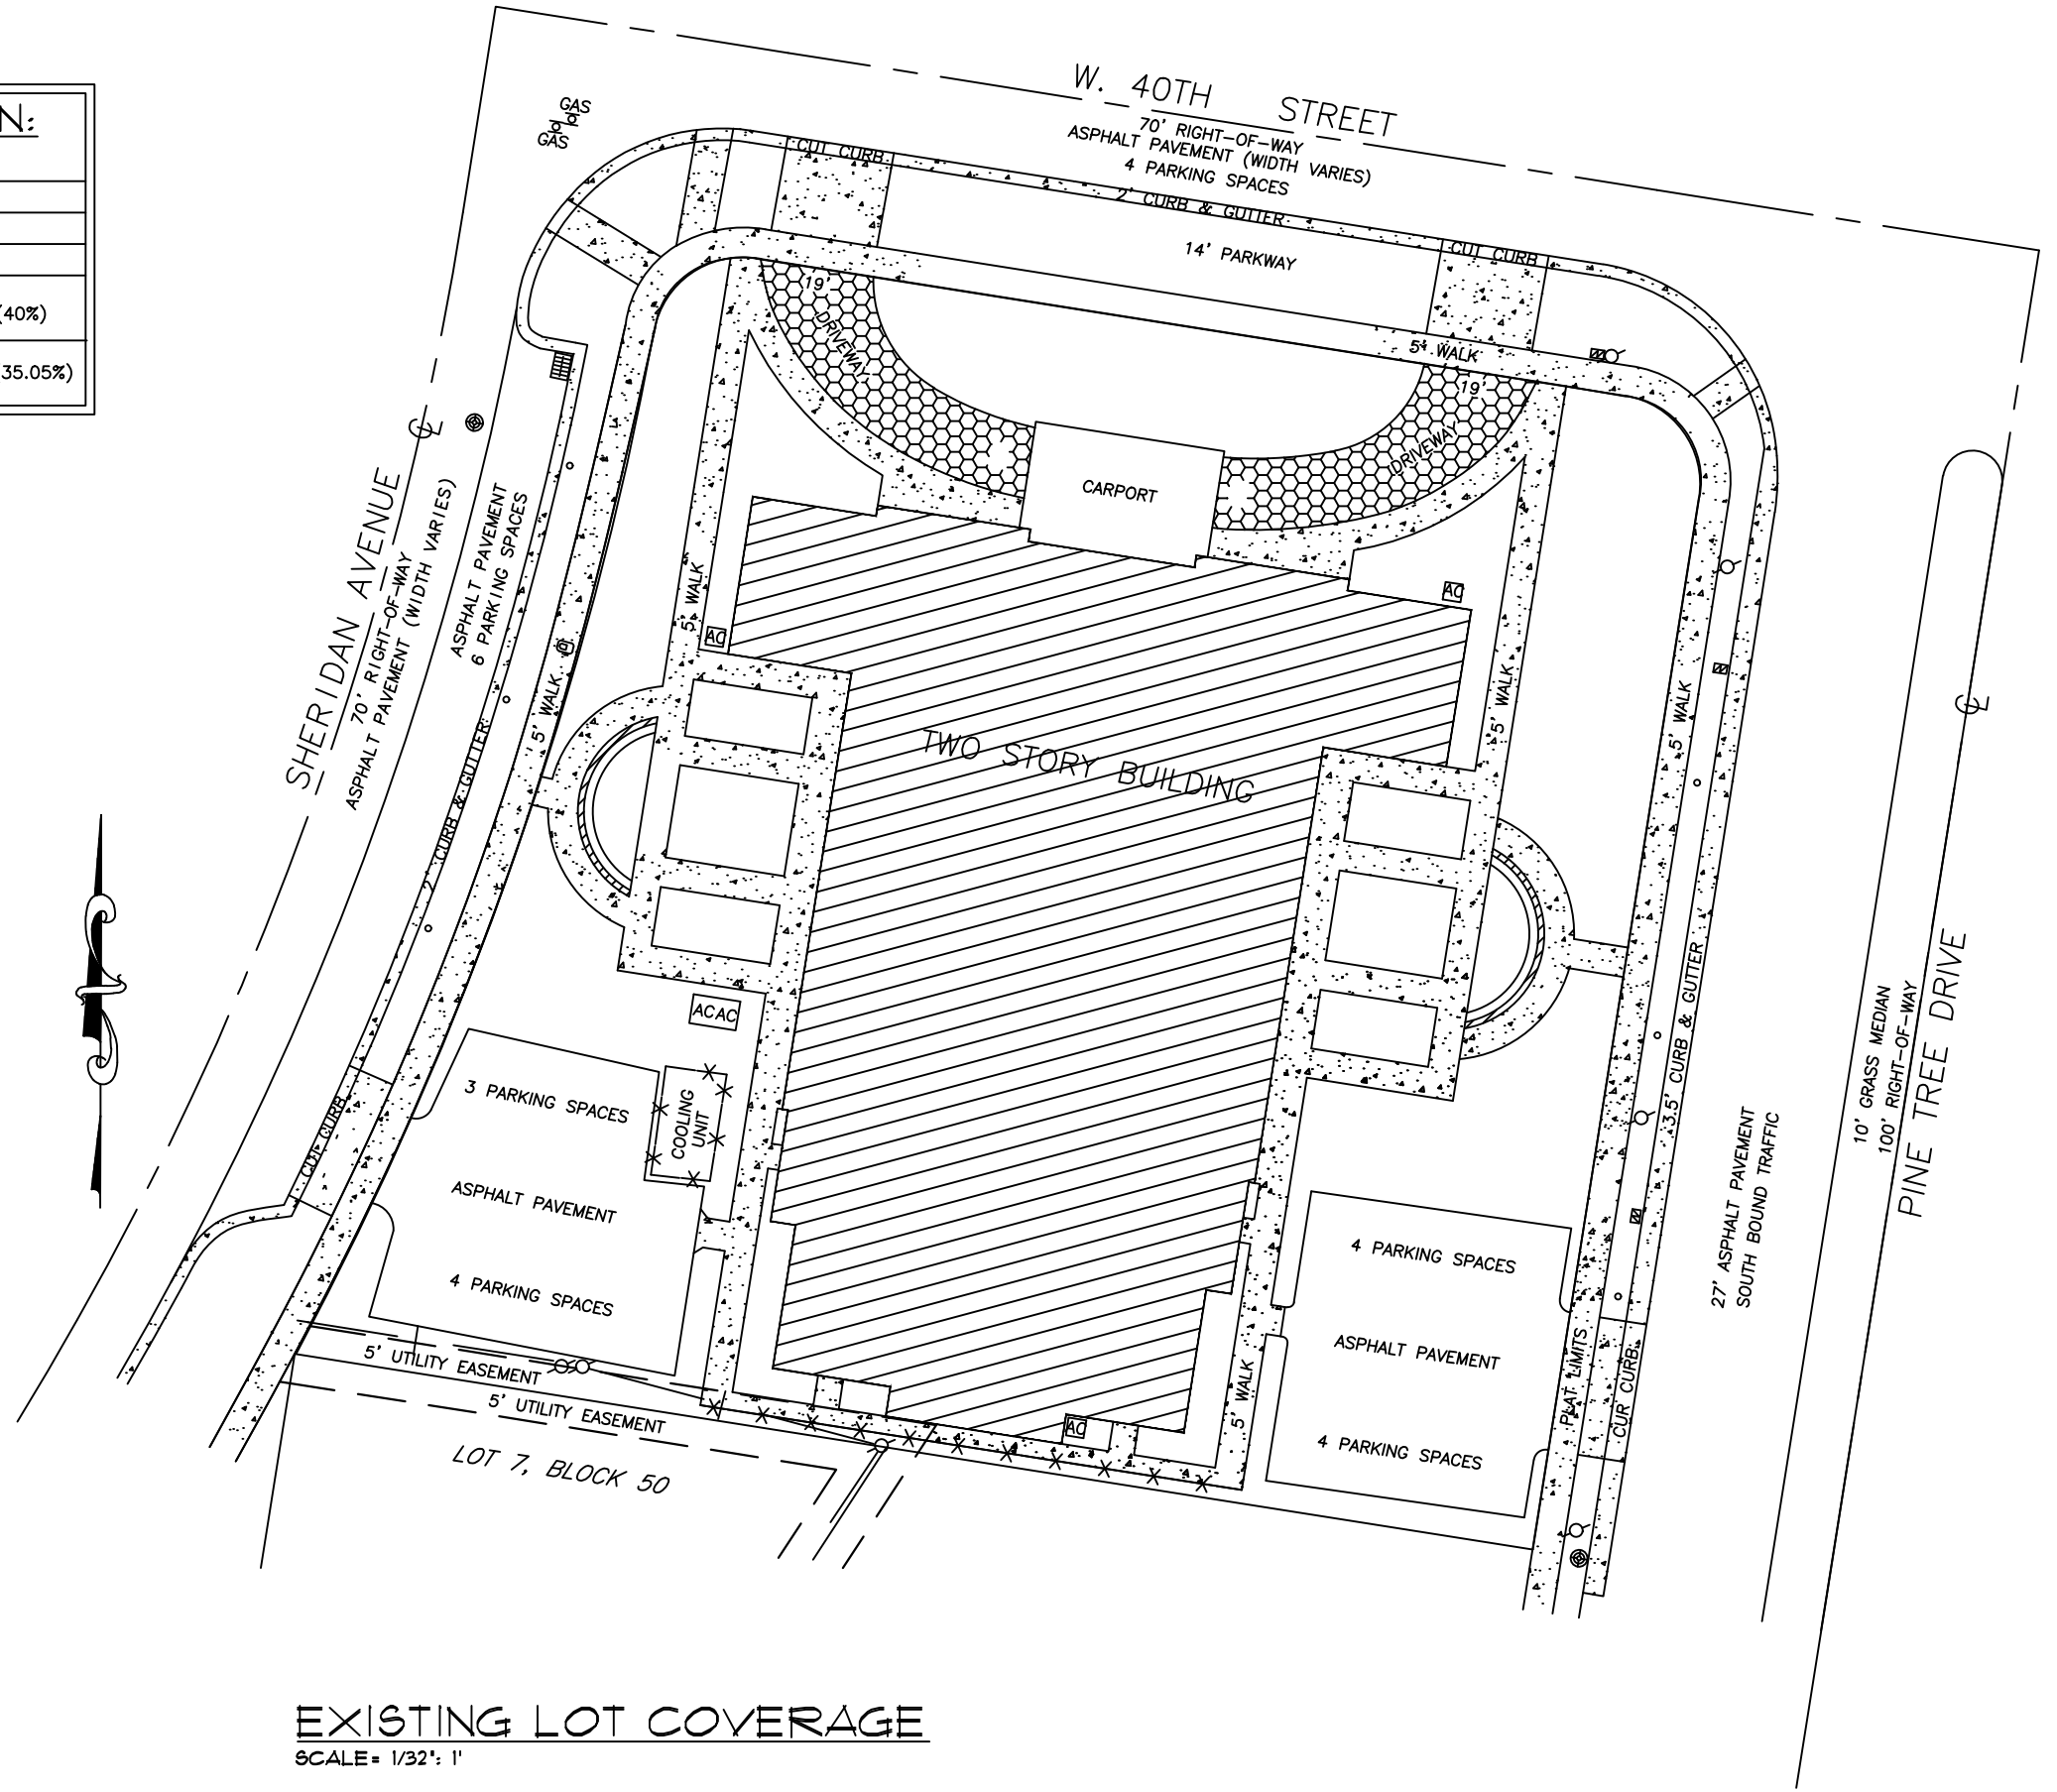 N:
(40%)
35.05%)
GAS
GAS
W. 40TH STREET
70' RIGHT-OF-WAY
ASPHALT PAVEMENT (WIDTH VARIES)
4 PARKING SPACES
CUT CURB
2' CURB & GUTTER
CUT CURB
14' PARKWAY
5' WALK
19'
DRIVEWAY
19'
DRIVEWAY
CARPORT
SHERIDAN AVENUE
70' RIGHT-OF-WAY
ASPHALT PAVEMENT (WIDTH VARIES)
ASPHALT PAVEMENT
6 PARKING SPACES
2' CURB & GUTTER
5' WALK
5' WALK
AC
AC
TWO STORY BUILDING
5' WALK
5' WALK
3.5' CURB & GUTTER
10' GRASS MEDIAN
100' RIGHT-OF-WAY
PINE TREE DRIVE
27' ASPHALT PAVEMENT
SOUTH BOUND TRAFFIC
AC AC
COOLING
UNIT
CUT CURB
3 PARKING SPACES
ASPHALT PAVEMENT
4 PARKING SPACES
4 PARKING SPACES
ASPHALT PAVEMENT
4 PARKING SPACES
5' WALK
PLAT LIMITS
CUR CURB
AC
5' UTILITY EASEMENT
5' UTILITY EASEMENT
LOT 7, BLOCK 50
EXISTING LOT COVERAGE
SCALE= 1/32": 1'